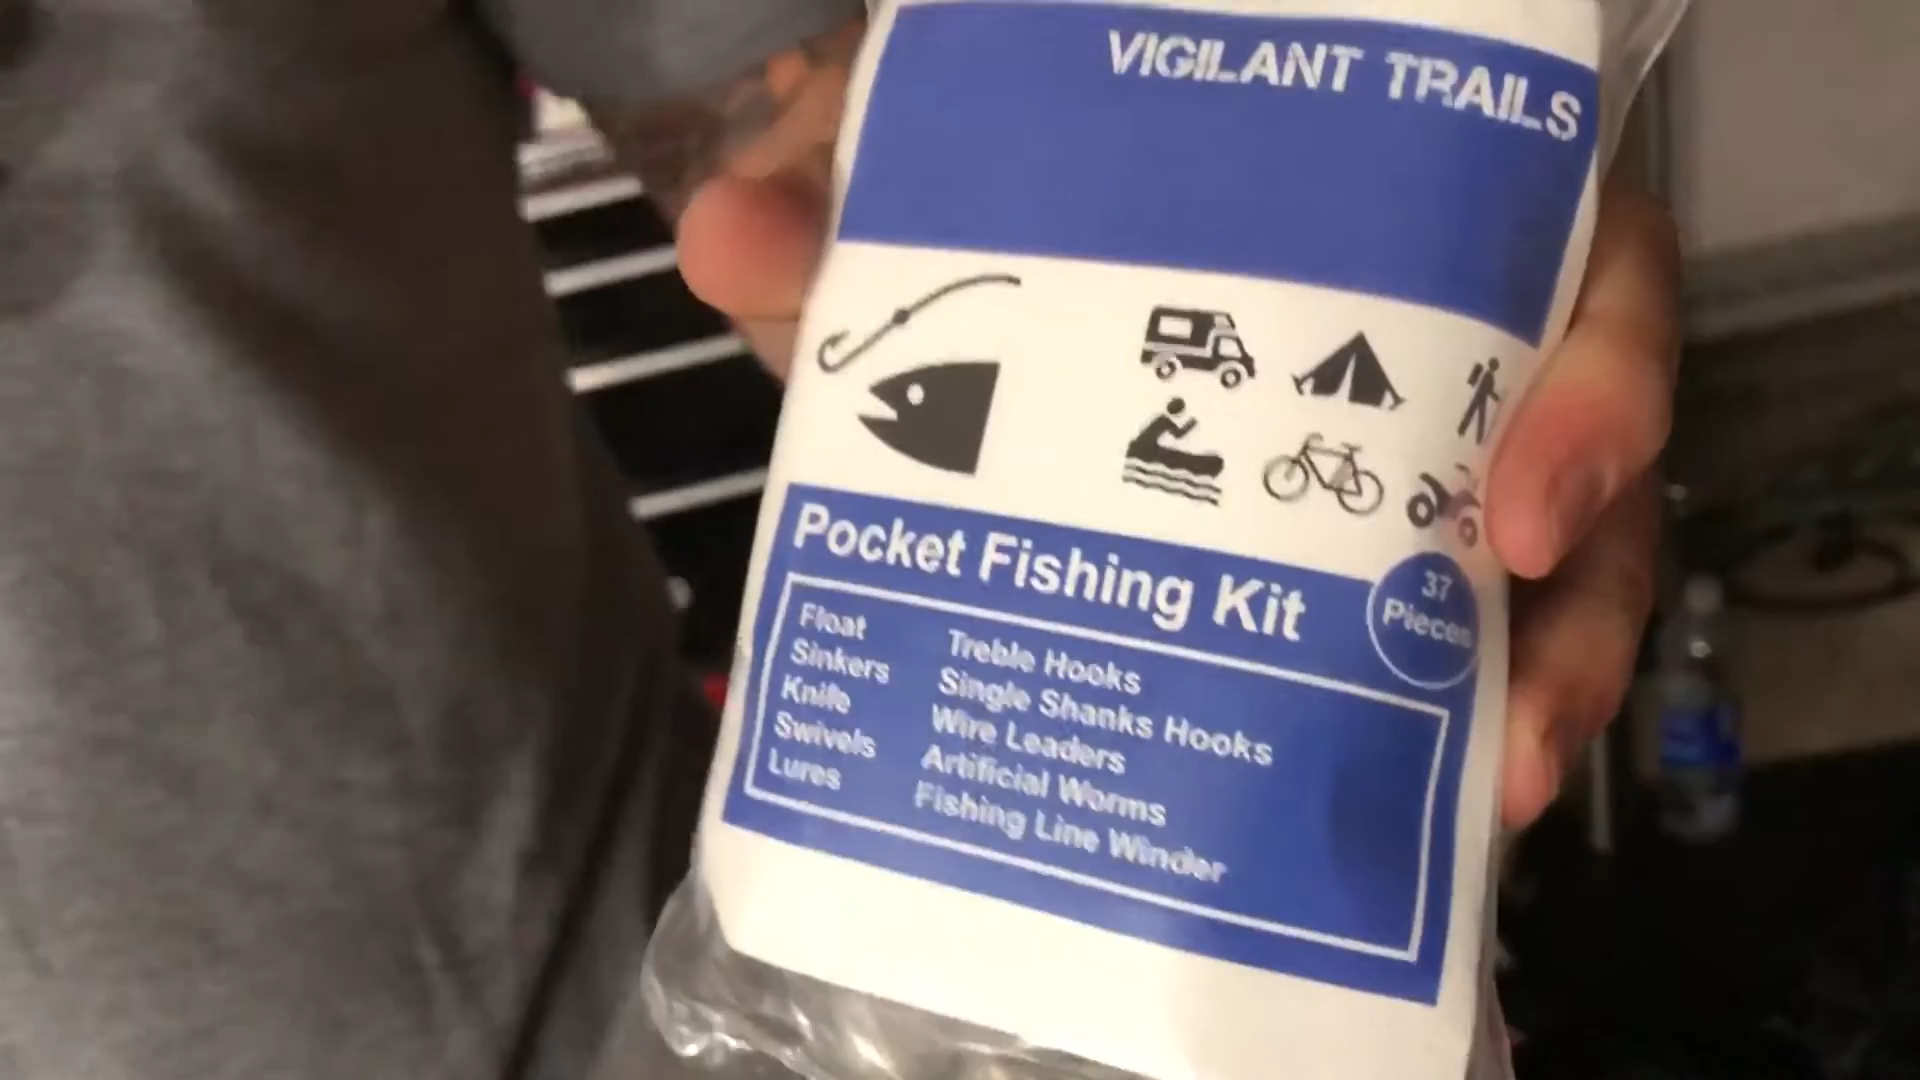 VIGILANT TRAILS
Pocket Fishing Kit
37
Pieces
Float
Sinkers
Knife
Swivels
Lures
Treble Hooks
Single Shanks Hooks
Wire Leaders
Artificial Worms
Fishing Line Winder